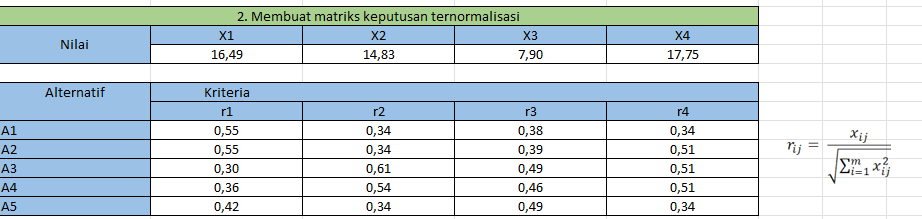 2. Membuat matriks keputusan ternormalisasi
Nilai X1 X2 X3 X4
16,49 14,83 7,90 17,75
Alternatif Kriteria
r1 r2 r3 r4
A1 0,55 0,34 0,38 0,34
A2 0,55 0,34 0,39 0,51
A3 0,30 0,61 0,49 0,51
A4 0,36 0,54 0,46 0,51
A5 0,42 0,34 0,49 0,34
r_{ij} = \frac{x_{ij}}{\sqrt{\sum_{i=1}^{m} x_{ij}^{2}}}